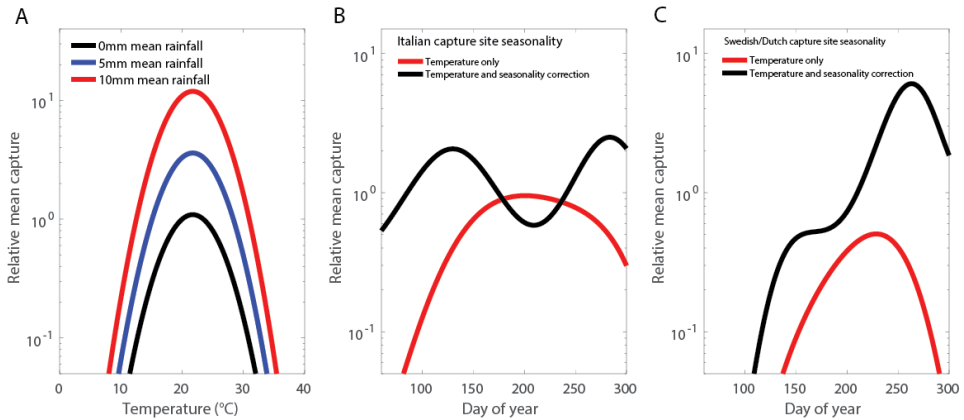 A
0mm mean rainfall
5mm mean rainfall
10mm mean rainfall
Relative mean capture
10^1
10^0
10^-1
0 10 20 30 40
Temperature (°C)
B
Italian capture site seasonality
Temperature only
Temperature and seasonality correction
Relative mean capture
10^1
10^0
10^-1
100 150 200 250 300
Day of year
C
Swedish/Dutch capture site seasonality
Temperature only
Temperature and seasonality correction
Relative mean capture
10^1
10^0
10^-1
100 150 200 250 300
Day of year